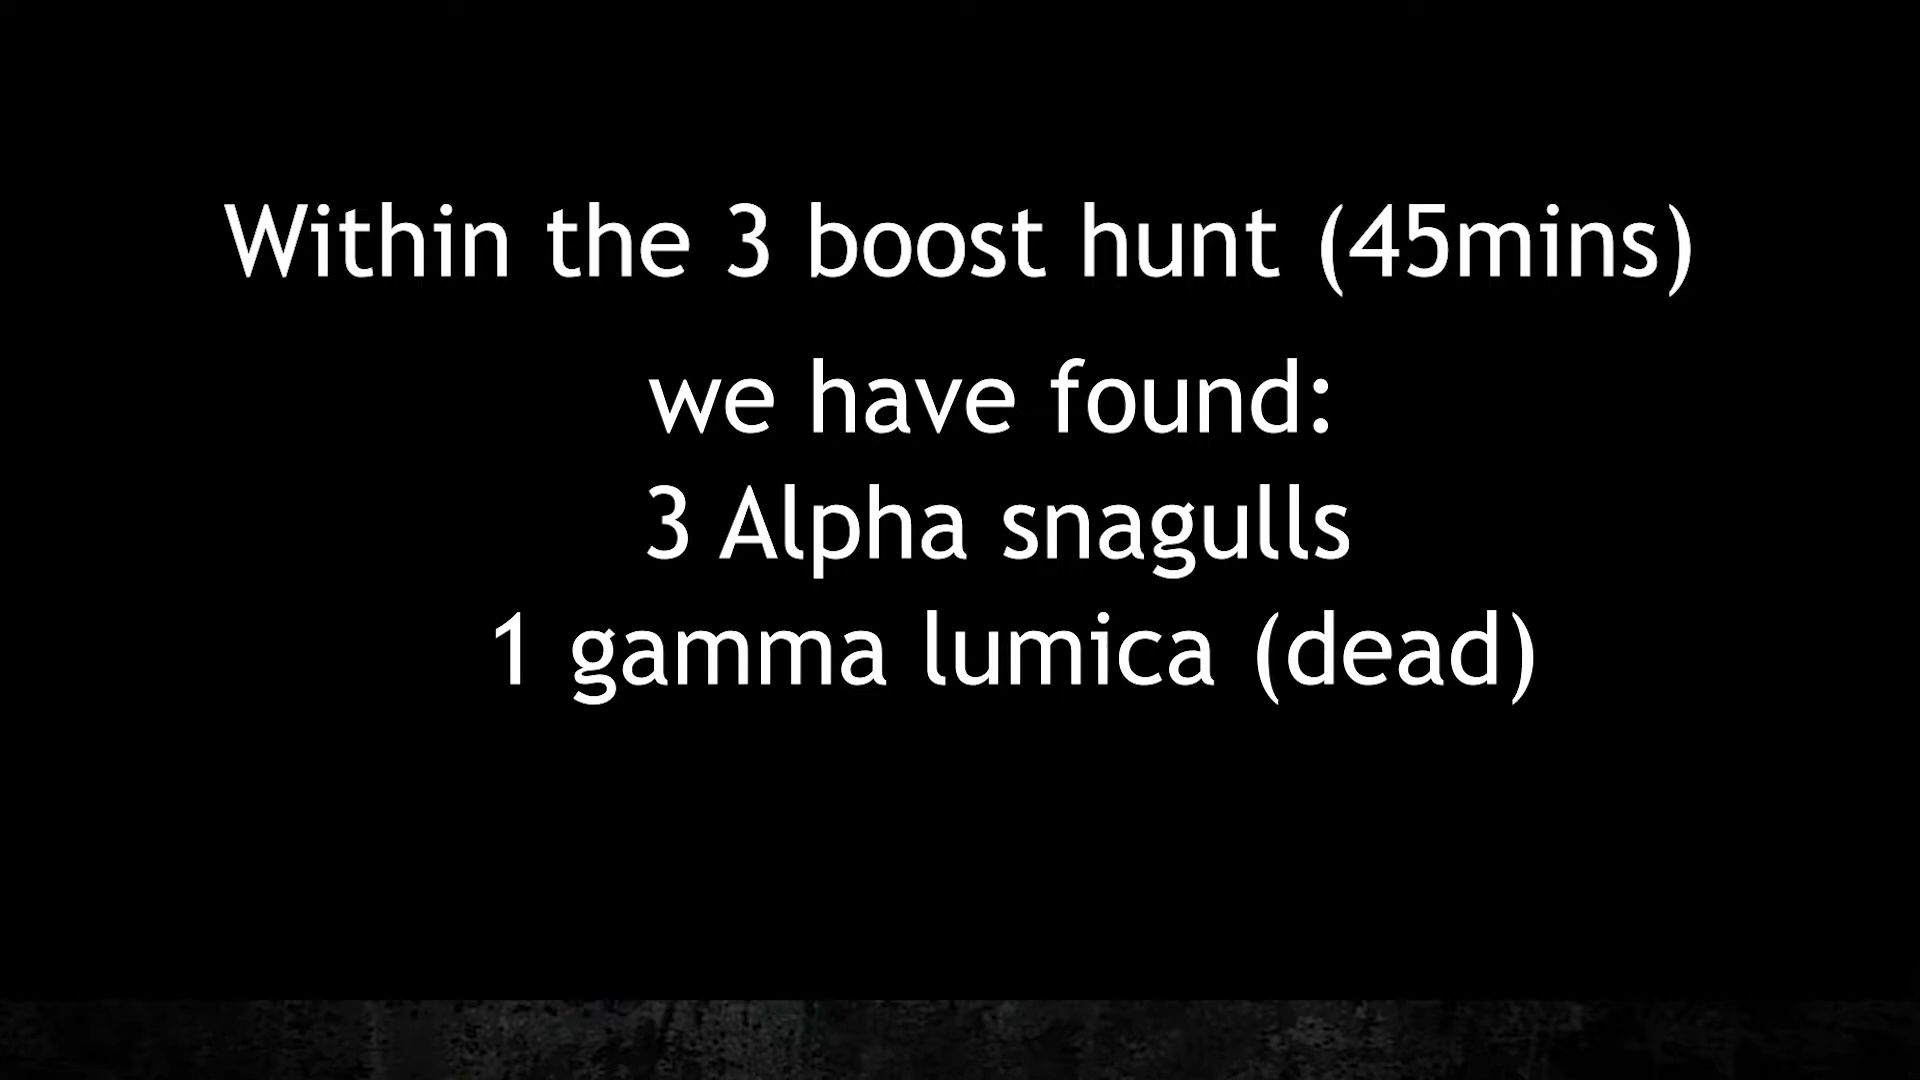 Within the 3 boost hunt (45mins)
we have found:
3 Alpha snagulls
1 gamma lumica (dead)